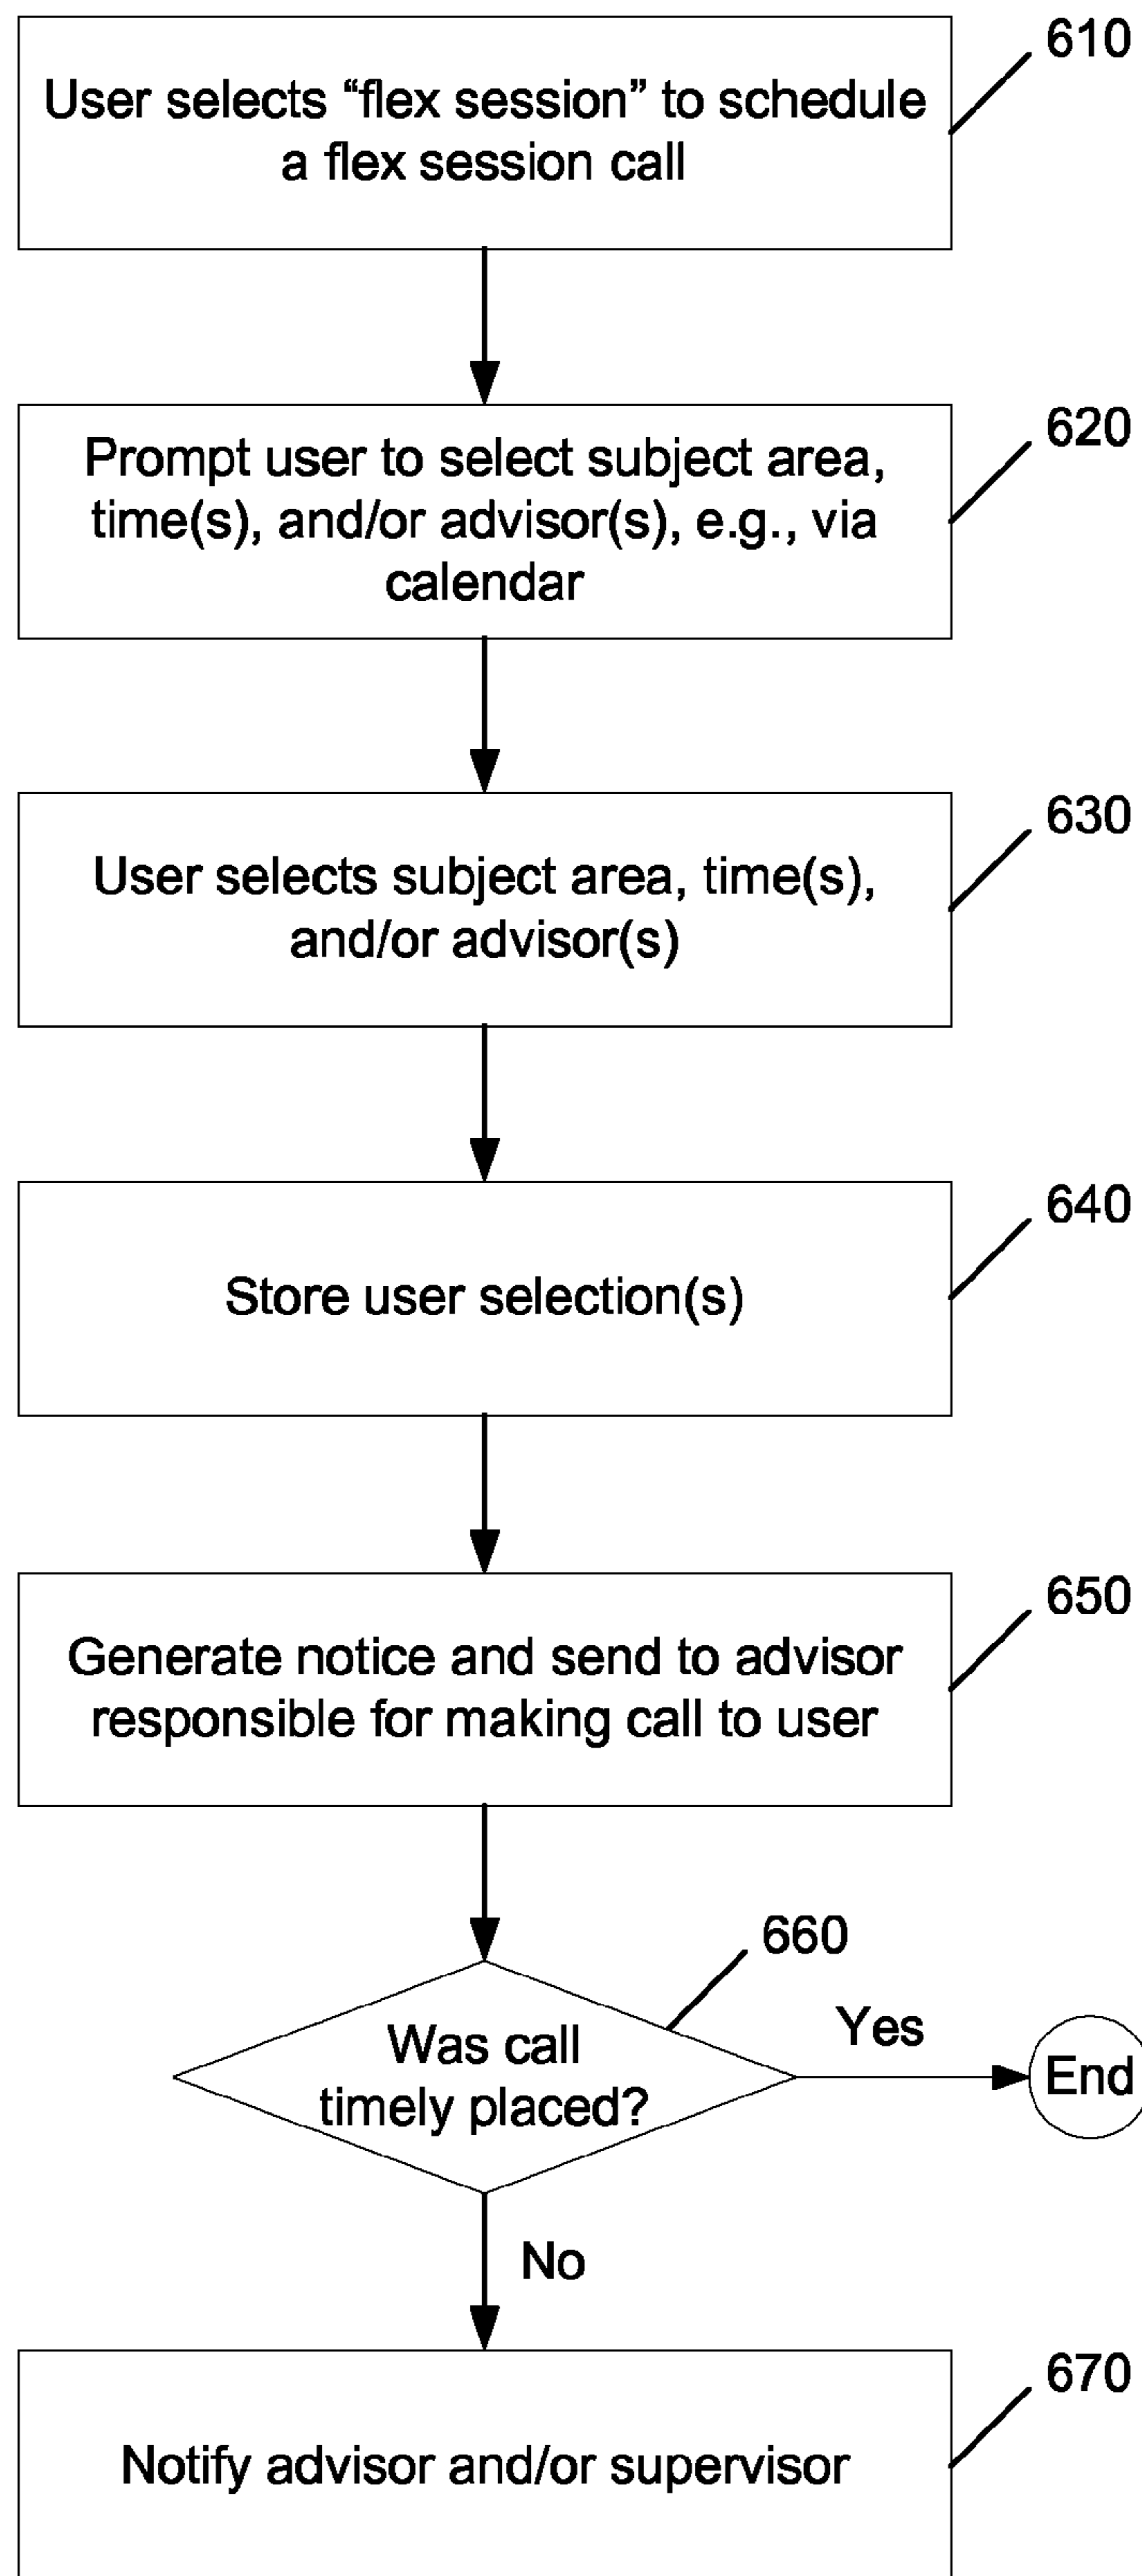 610
User selects “flex session” to schedule
a flex session call
620
Prompt user to select subject area,
time(s), and/or advisor(s), e.g., via
calendar
630
User selects subject area, time(s),
and/or advisor(s)
640
Store user selection(s)
650
Generate notice and send to advisor
responsible for making call to user
660
Was call
timely placed?
Yes
End
No
670
Notify advisor and/or supervisor